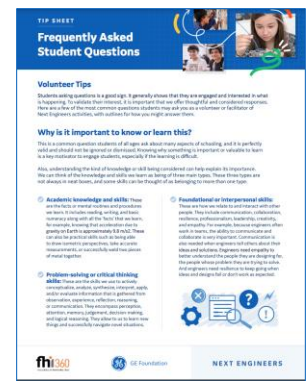 TIP SHEET
Frequently Asked
Student Questions
Volunteer Tips
Students asking questions is a good sign. It generally shows that they are engaged and interested in what
is happening. To validate their interest, it is important that we offer thoughtful and considered responses.
Here are a few of the most common questions students may ask you as a volunteer or facilitator of
Next Engineers activities, with outlines for how you might answer them.
Why is it important to know or learn this?
This is a common question students of all ages ask about many aspects of schooling, and it is perfectly
valid and should not be ignored or dismissed. Knowing why something is important or valuable to learn
is a key motivator to engage students, especially if the learning is difficult.
Also, understanding the kind of knowledge or skill being considered can help explain its importance.
We can think of the knowledge and skills we learn as being of three main types. These three types are
not always in neat boxes, and some skills can be thought of as belonging to more than one type.
Academic knowledge and skills: These
are the facts or mental routines and procedures
we learn. It includes reading, writing, and basic
numeracy along with all the 'facts' that we learn,
for example, knowing that acceleration due to
gravity on Earth is approximately 9.8 m/s2. These
can also be practical skills such as being able
to draw isometric perspectives, take accurate
measurements, or successfully weld two pieces
of metal together.
Problem-solving or critical thinking
skills: These are the skills we use to actively
conceptualize, analyze, synthesize, interpret, apply,
and/or evaluate information that is gathered from
observation, experience, reflection, reasoning,
or communication. They encompass perception,
attention, memory, judgement, decision-making,
and logical reasoning. They allow us to learn new
things and successfully navigate novel situations.
Foundational or interpersonal skills:
These are how we relate to and interact with other
people. They include communication, collaboration,
resilience, professionalism, leadership, creativity,
and empathy. For example, because engineers often
work in teams, the ability to communicate and
collaborate is very important. Communication is
also needed when engineers tell others about their
ideas and solutions. Engineers need empathy to
better understand the people they are designing for,
the people whose problem they are trying to solve.
And engineers need resilience to keep going when
ideas and designs fail or don't work as expected.
fhi360
GE Foundation
NEXT ENGINEERS